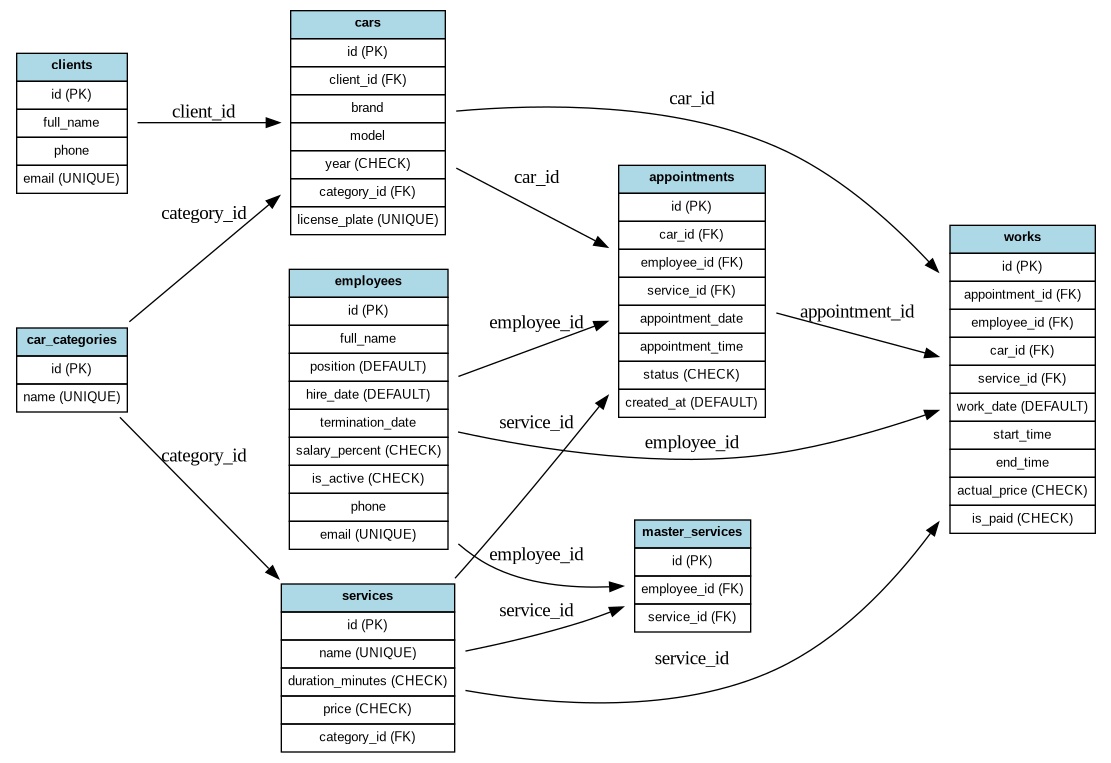 clients
id (PK)
full_name
phone
email (UNIQUE)
car_categories
id (PK)
name (UNIQUE)
client_id
category_id
category_id
cars
id (PK)
client_id (FK)
brand
model
year (CHECK)
category_id (FK)
license_plate (UNIQUE)
employees
id (PK)
full_name
position (DEFAULT)
hire_date (DEFAULT)
termination_date
salary_percent (CHECK)
is_active (CHECK)
phone
email (UNIQUE)
services
id (PK)
name (UNIQUE)
duration_minutes (CHECK)
price (CHECK)
category_id (FK)
car_id
car_id
employee_id
service_id
employee_id
employee_id
service_id
service_id
appointments
id (PK)
car_id (FK)
employee_id (FK)
service_id (FK)
appointment_date
appointment_time
status (CHECK)
created_at (DEFAULT)
master_services
id (PK)
employee_id (FK)
service_id (FK)
appointment_id
works
id (PK)
appointment_id (FK)
employee_id (FK)
car_id (FK)
service_id (FK)
work_date (DEFAULT)
start_time
end_time
actual_price (CHECK)
is_paid (CHECK)